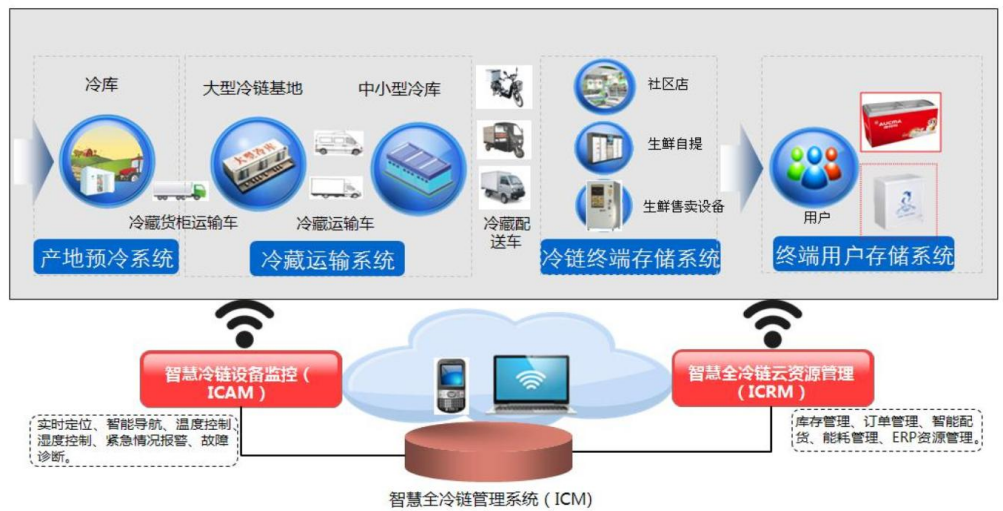 冷库
大型冷链基地
中小型冷库
社区店
生鲜自提
生鲜售卖设备
大型冷库
AUCMA
用户
冷藏货柜运输车
冷藏运输车
冷藏配
送车
产地预冷系统
冷藏运输系统
冷链终端存储系统
终端用户存储系统
智慧冷链设备监控（
ICAM）
智慧全冷链云资源管理
（ICRM）
实时定位、智能导航、温度控制、
湿度控制、紧急情况报警、故障
诊断。
库存管理、订单管理、智能配
货、能耗管理、ERP资源管理。
智慧全冷链管理系统（ICM)